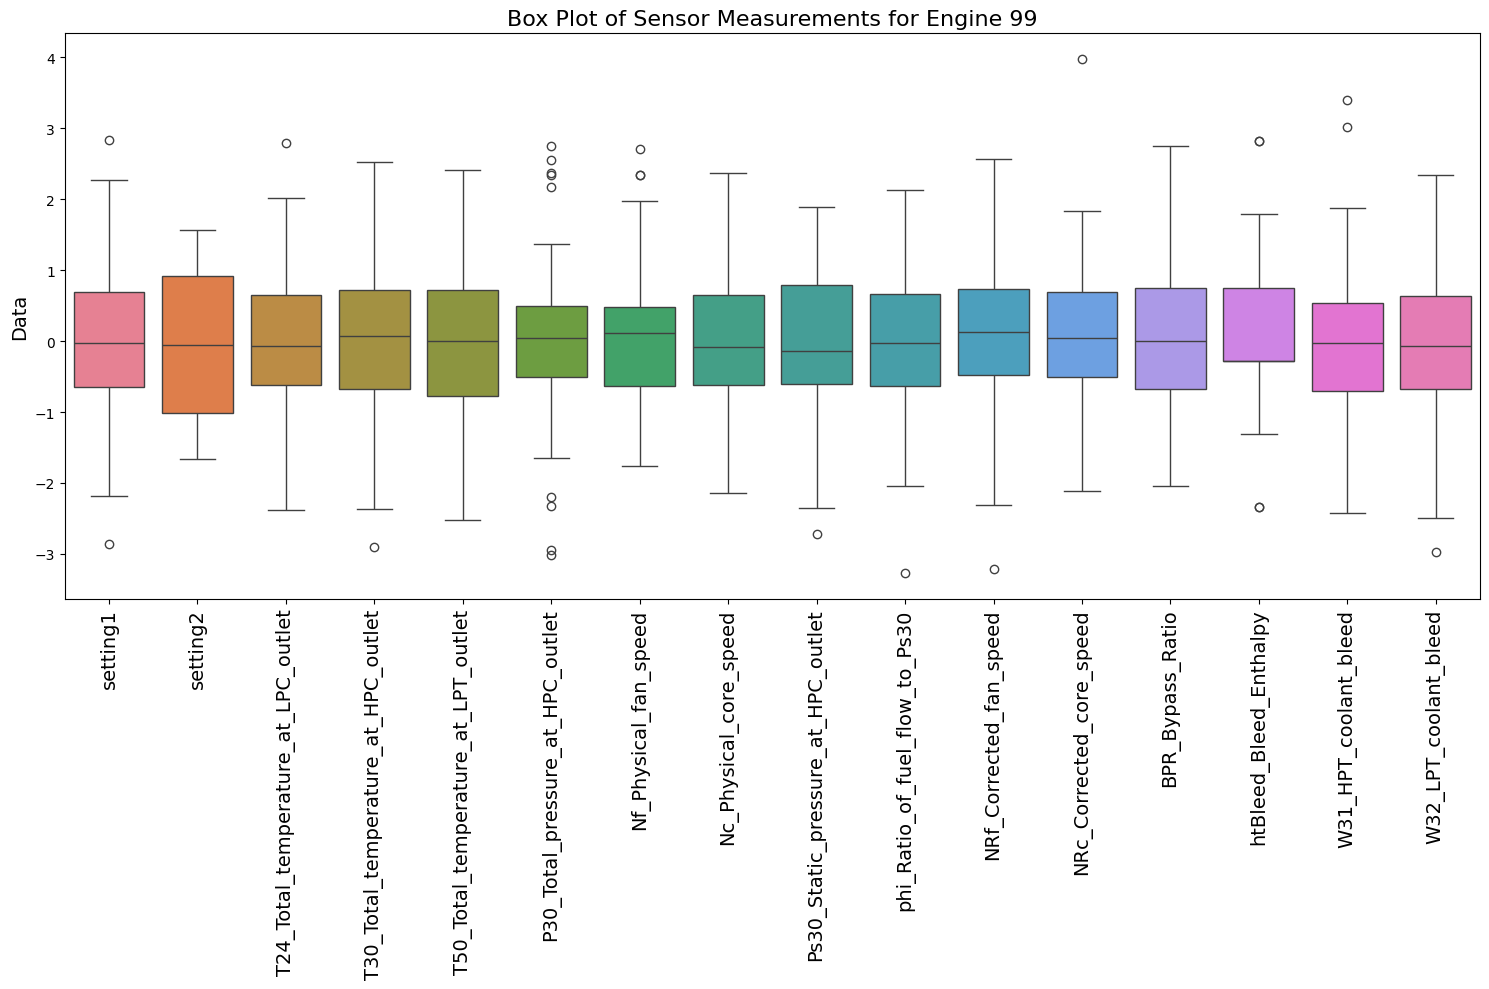 Box Plot of Sensor Measurements for Engine 99
Data
4
3
2
1
0
−1
−2
−3
setting1
setting2
T24_Total_temperature_at_LPC_outlet
T30_Total_temperature_at_HPC_outlet
T50_Total_temperature_at_LPT_outlet
P30_Total_pressure_at_HPC_outlet
Nf_Physical_fan_speed
Nc_Physical_core_speed
Ps30_Static_pressure_at_HPC_outlet
phi_Ratio_of_fuel_flow_to_Ps30
NRf_Corrected_fan_speed
NRc_Corrected_core_speed
BPR_Bypass_Ratio
htBleed_Bleed_Enthalpy
W31_HPT_coolant_bleed
W32_LPT_coolant_bleed